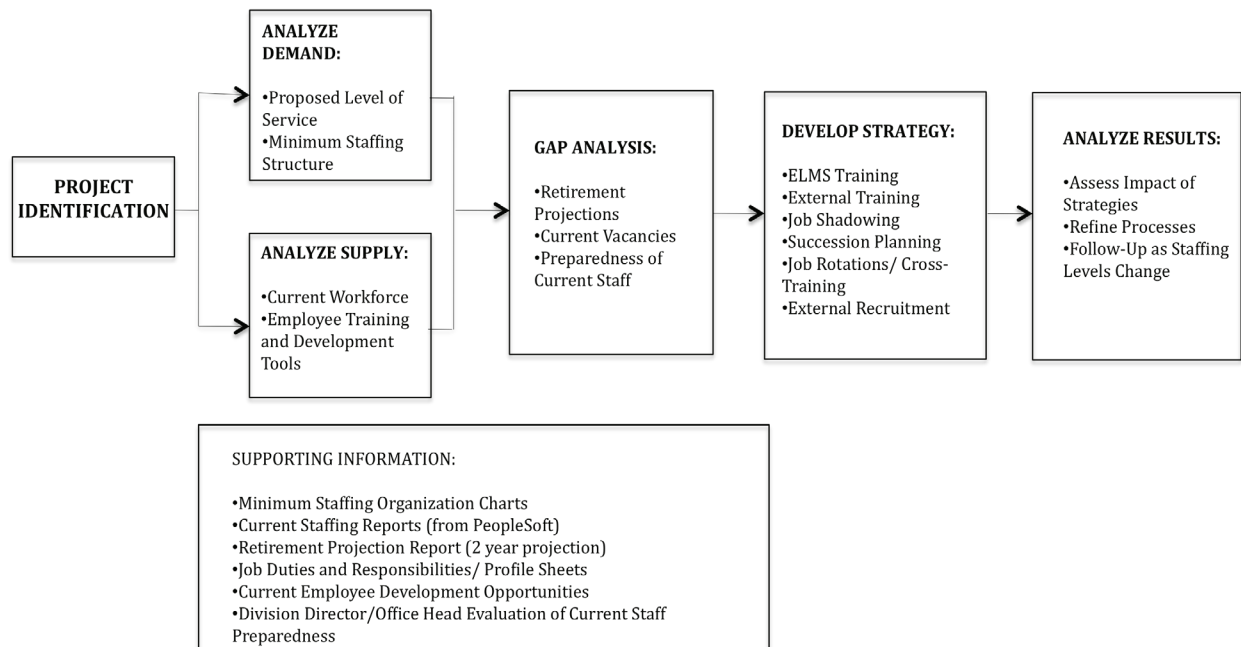 PROJECT
IDENTIFICATION
ANALYZE
DEMAND:
•Proposed Level of
Service
•Minimum Staffing
Structure
ANALYZE SUPPLY:
•Current Workforce
•Employee Training
and Development
Tools
GAP ANALYSIS:
•Retirement
Projections
•Current Vacancies
•Preparedness of
Current Staff
DEVELOP STRATEGY:
•ELMS Training
•External Training
•Job Shadowing
•Succession Planning
•Job Rotations/ Cross-
Training
•External Recruitment
ANALYZE RESULTS:
•Assess Impact of
Strategies
•Refine Processes
•Follow-Up as Staffing
Levels Change
SUPPORTING INFORMATION:
•Minimum Staffing Organization Charts
•Current Staffing Reports (from PeopleSoft)
•Retirement Projection Report (2 year projection)
•Job Duties and Responsibilities/ Profile Sheets
•Current Employee Development Opportunities
•Division Director/Office Head Evaluation of Current Staff
Preparedness